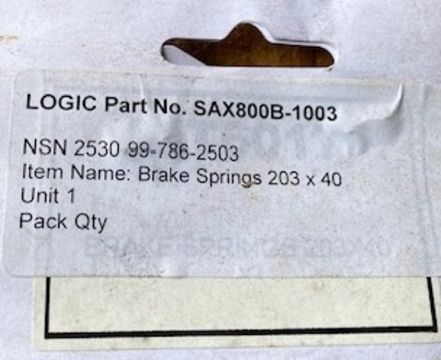 LOGIC Part No. SAX800B-1003
NSN 2530 99-786-2503
Item Name: Brake Springs 203 x 40
Unit 1
Pack Qty